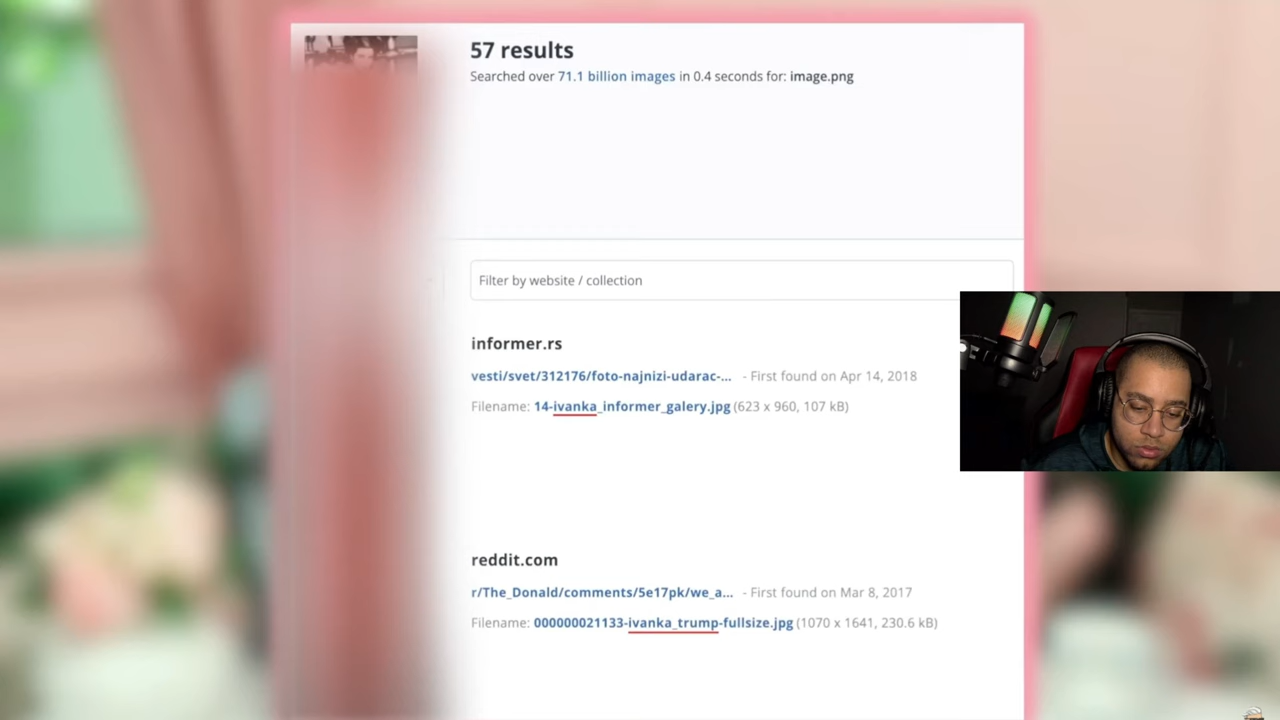 57 results
Searched over 71.1 billion images in 0.4 seconds for: image.png
Filter by website / collection
informer.rs
vesti/svet/312176/foto-najnizi-udarac-... - First found on Apr 14, 2018
Filename: 14-ivanka_informer_galery.jpg (623 x 960, 107 kB)
reddit.com
r/The_Donald/comments/5e17pk/we_a... - First found on Mar 8, 2017
Filename: 000000021133-ivanka_trump-fullsize.jpg (1070 x 1641, 230.6 kB)